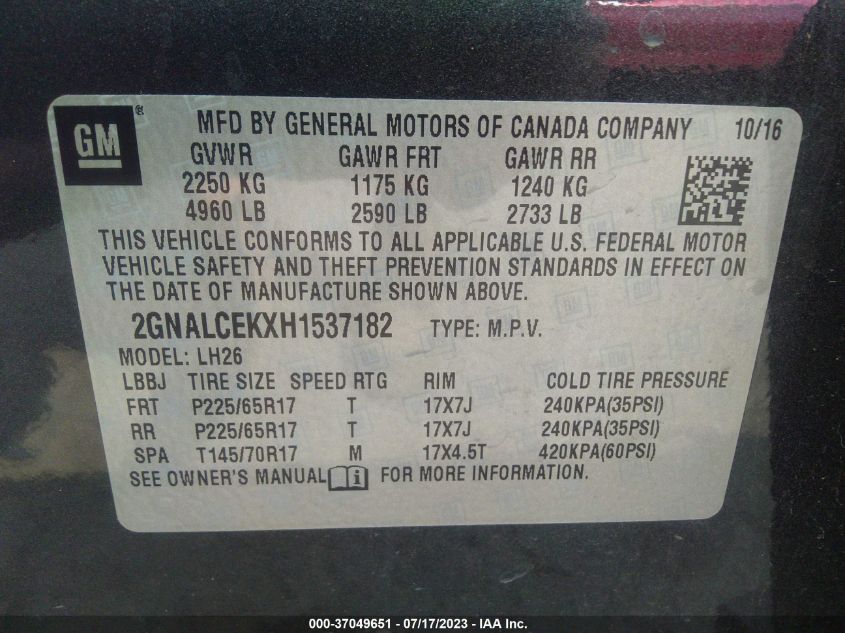 GM ® MFD BY GENERAL MOTORS OF CANADA COMPANY 10/16
GVWR GAWR FRT GAWR RR
2250 KG 1175 KG 1240 KG
4960 LB 2590 LB 2733 LB
THIS VEHICLE CONFORMS TO ALL APPLICABLE U.S. FEDERAL MOTOR
VEHICLE SAFETY AND THEFT PREVENTION STANDARDS IN EFFECT ON
THE DATE OF MANUFACTURE SHOWN ABOVE.
2GNALCEKXH1537182 TYPE: M.P.V.
MODEL: LH26
LBBJ TIRE SIZE SPEED RTG RIM COLD TIRE PRESSURE
FRT P225/65R17 T 17X7J 240KPA(35PSI)
RR P225/65R17 T 17X7J 240KPA(35PSI)
SPA T145/70R17 M 17X4.5T 420KPA(60PSI)
SEE OWNER'S MANUAL FOR MORE INFORMATION.
000-37049651 - 07/17/2023 - IAA Inc.